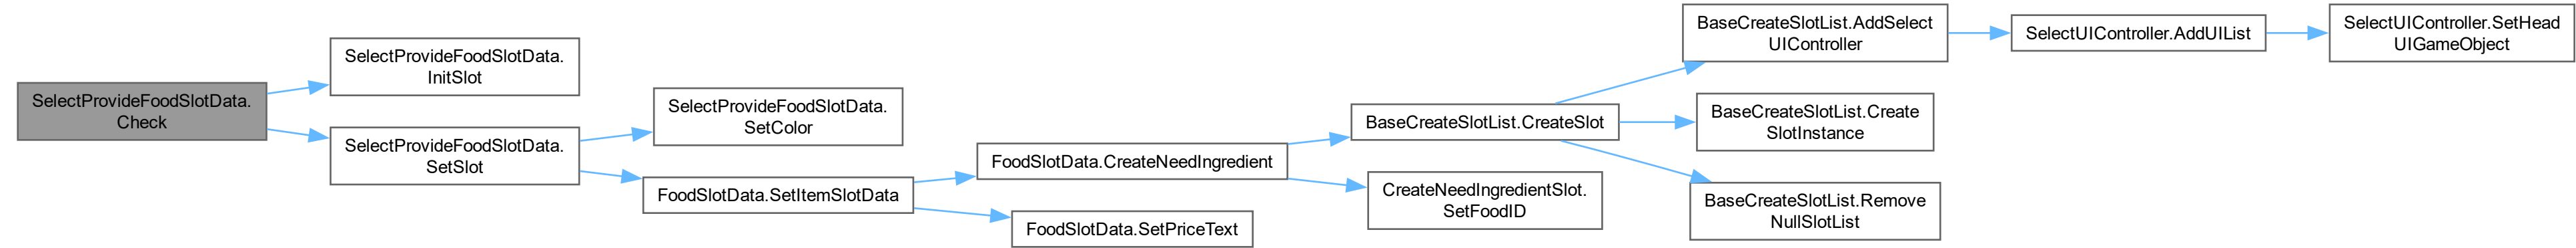 SelectProvideFoodSlotData.
Check
SelectProvideFoodSlotData.
InitSlot
SelectProvideFoodSlotData.
SetSlot
SelectProvideFoodSlotData.
SetColor
FoodSlotData.SetItemSlotData
FoodSlotData.CreateNeedIngredient
FoodSlotData.SetPriceText
BaseCreateSlotList.CreateSlot
CreateNeedIngredientSlot.
SetFoodID
BaseCreateSlotList.AddSelect
UIController
BaseCreateSlotList.Create
SlotInstance
BaseCreateSlotList.Remove
NullSlotList
SelectUIController.AddUIList
SelectUIController.SetHead
UIGameObject